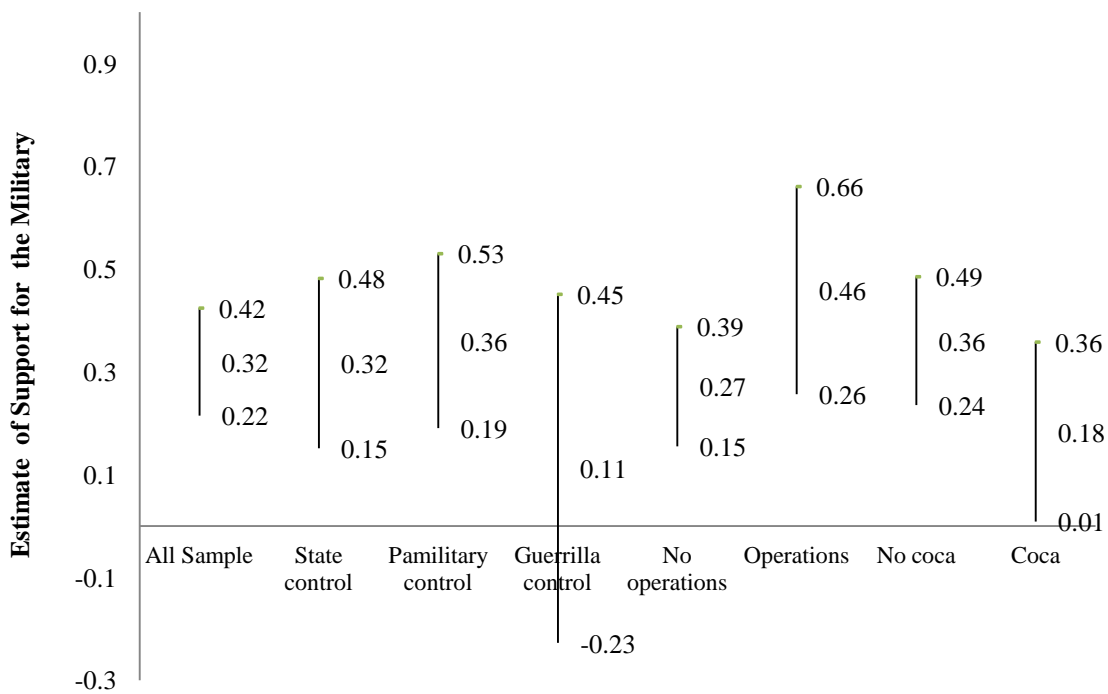 Estimate of Support for the Military
0.9
0.7
0.5
0.3
0.1
-0.1
-0.3
0.42
0.32
0.22
0.48
0.32
0.15
0.53
0.36
0.19
0.45
0.11
-0.23
0.39
0.27
0.15
0.66
0.46
0.26
0.49
0.36
0.24
0.36
0.18
0.01
All Sample
State
control
Pamilitary
control
Guerrilla
control
No
operations
Operations
No coca
Coca